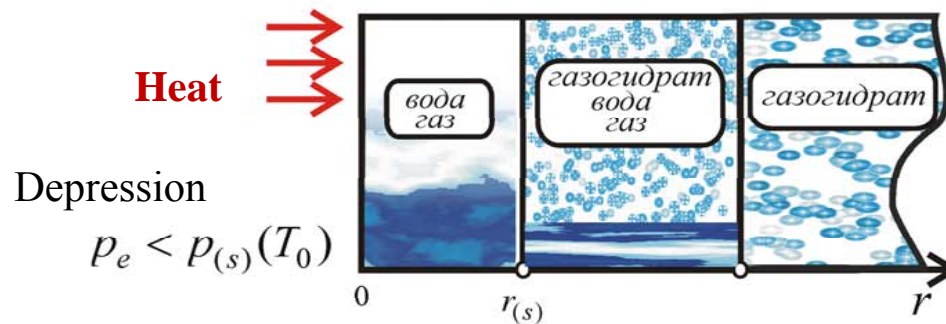 Heat
Depression
p_e < p_(s)(T_0)
вода
газ
газогидрат
вода
газ
газогидрат
0
r_(s)
r